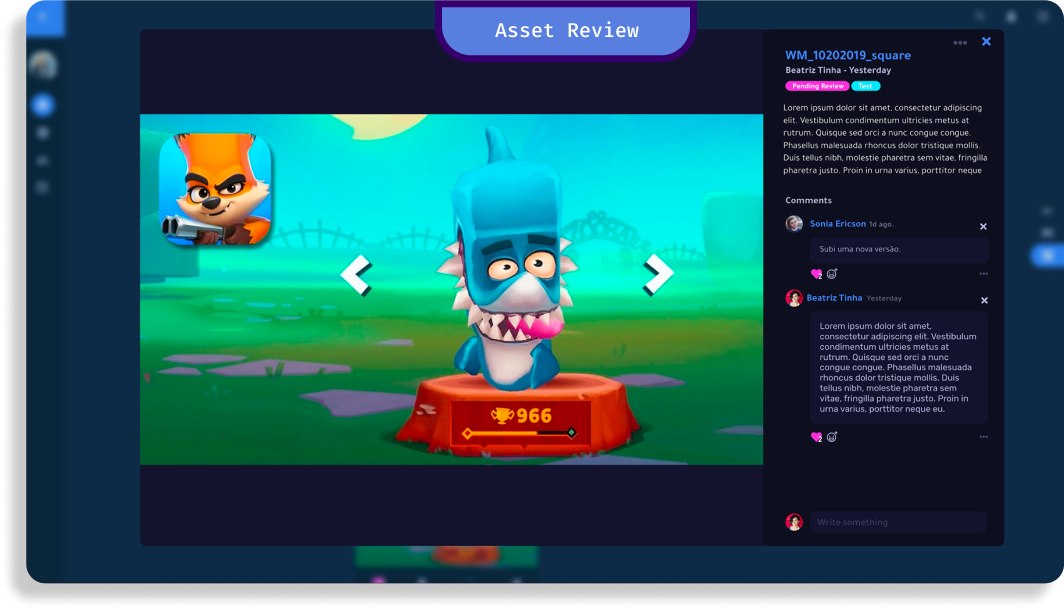 Asset Review
WM_10202019_square
Beatriz Tinha - Yesterday
Pending Review Test
Lorem ipsum dolor sit amet, consectetur adipiscing
elit. Vestibulum condimentum ultricies metus at
rutrum. Quisque sed orci a nunc congue congue.
Phasellus malesuada rhoncus dolor tristique mollis.
Duis tellus nibh, molestie pharetra sem vitae, fringilla
pharetra justo. Proin in urna varius, porttitor neque
Comments
Sonia Ericson 1d ago.
Subi uma nova versão.
2
Beatriz Tinha Yesterday
Lorem ipsum dolor sit amet,
consectetur adipiscing elit. Vestibulum
condimentum ultricies metus at
rutrum. Quisque sed orci a nunc
congue congue. Phasellus malesuada
rhoncus dolor tristique mollis. Duis
tellus nibh, molestie pharetra sem
vitae, fringilla pharetra justo. Proin in
urna varius, porttitor neque eu.
2
Write something
966